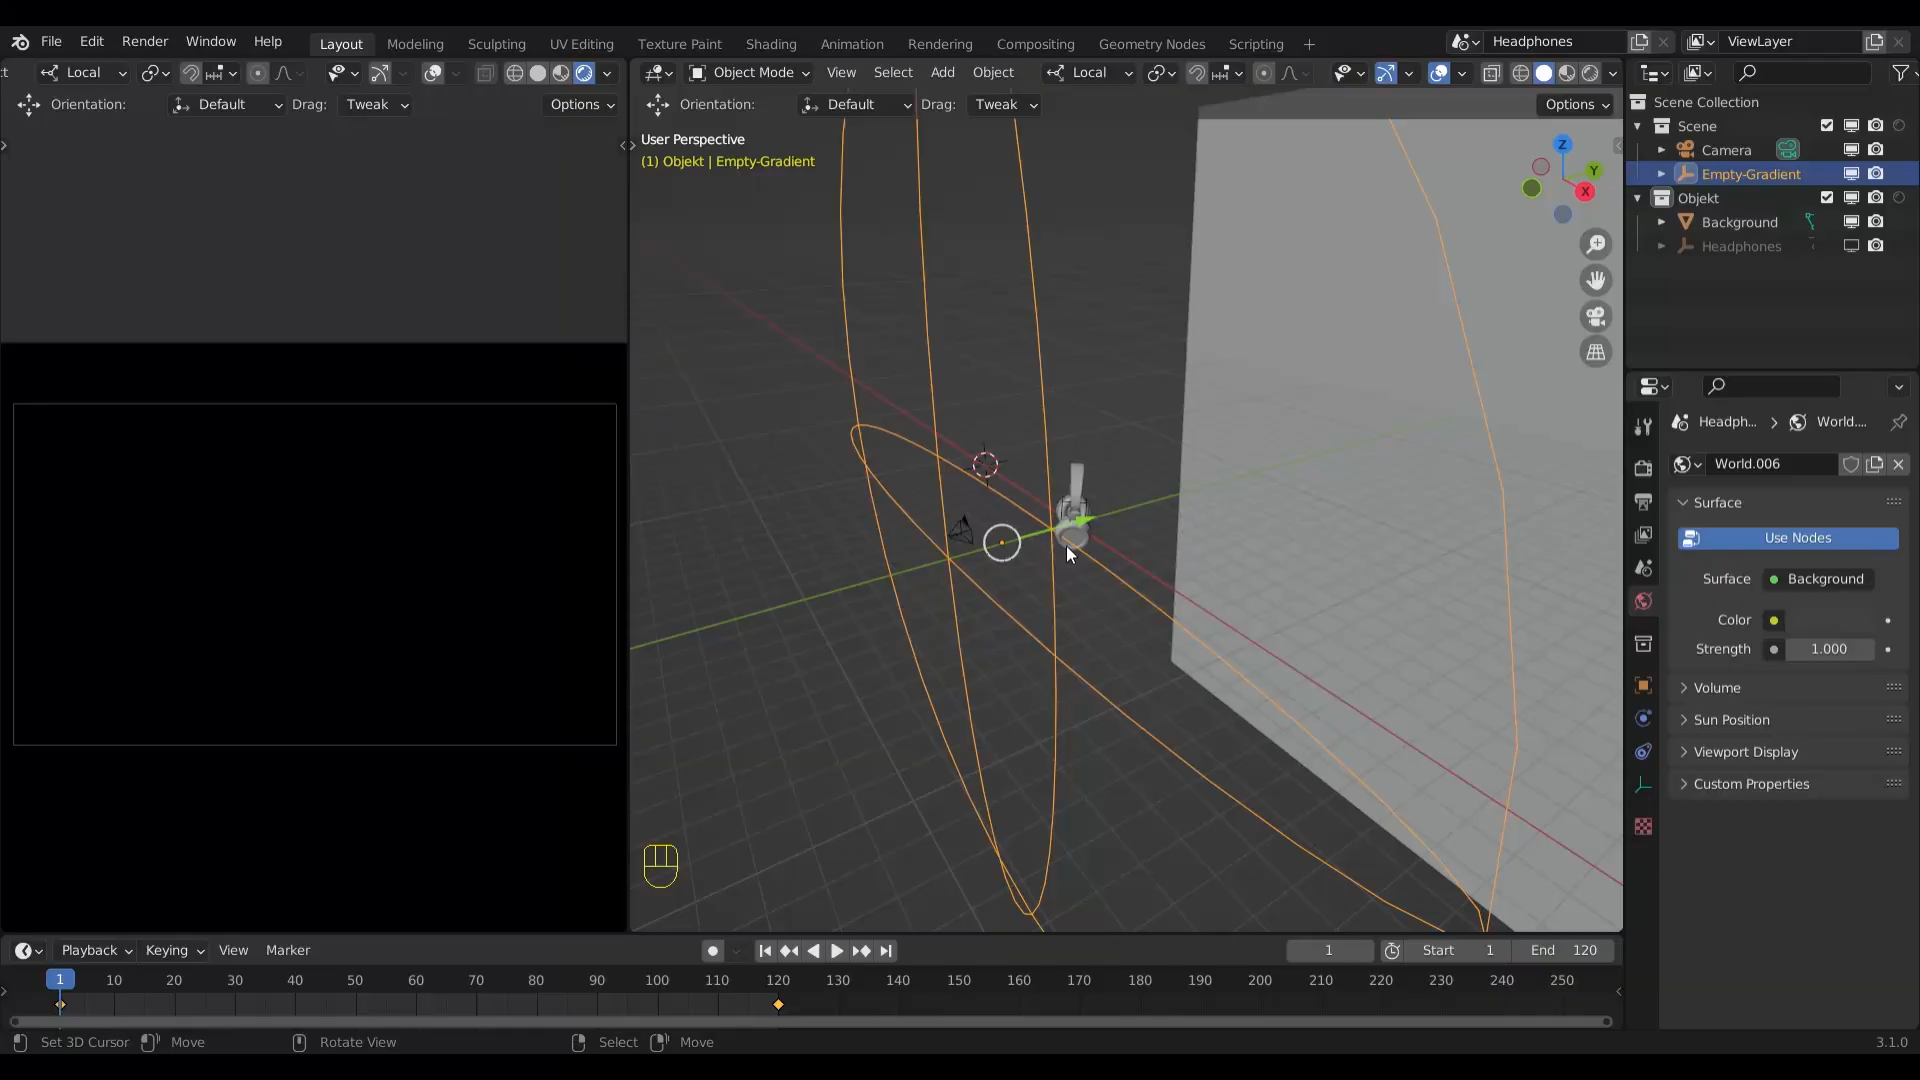 File Edit Render Window Help Layout Modeling Sculpting UV Editing Texture Paint Shading Animation Rendering Compositing Geometry Nodes Scripting + Headphones ViewLayer
t Local Object Mode View Select Add Object Local
Orientation: Default Drag: Tweak Options Orientation: Default Drag: Tweak Options
User Perspective
(1) Objekt | Empty-Gradient
Z
Y
X
Scene Collection
Scene
Camera
Empty-Gradient
Objekt
Background
Headphones
Headph... World....
World.006
Surface
Use Nodes
Surface Background
Color
Strength 1.000
Volume
Sun Position
Viewport Display
Custom Properties
Playback Keying View Marker 1 Start 1 End 120
1 10 20 30 40 50 60 70 80 90 100 110 120 130 140 150 160 170 180 190 200 210 220 230 240 250
Set 3D Cursor Move Rotate View Select Move 3.1.0